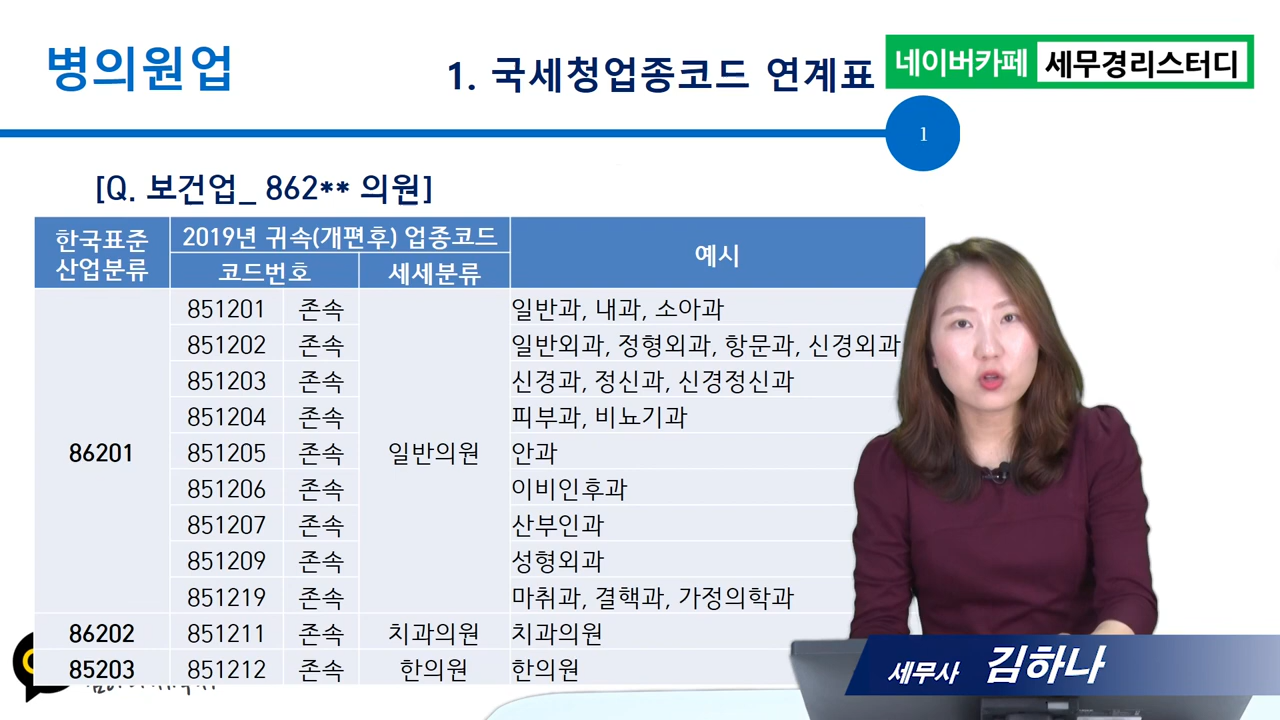 병의원업
1. 국세청업종코드 연계표
네이버카페 세무경리스터디
1
[Q. 보건업_ 862** 의원]
한국표준 산업분류 2019년 귀속(개편후) 업종코드 예시
코드번호 세세분류
86201 일반의원
851201 존속 일반과, 내과, 소아과
851202 존속 일반외과, 정형외과, 항문과, 신경외과
851203 존속 신경과, 정신과, 신경정신과
851204 존속 피부과, 비뇨기과
851205 존속 안과
851206 존속 이비인후과
851207 존속 산부인과
851209 존속 성형외과
851219 존속 마취과, 결핵과, 가정의학과
86202 851211 존속 치과의원 치과의원
85203 851212 존속 한의원 한의원
세무사 김하나